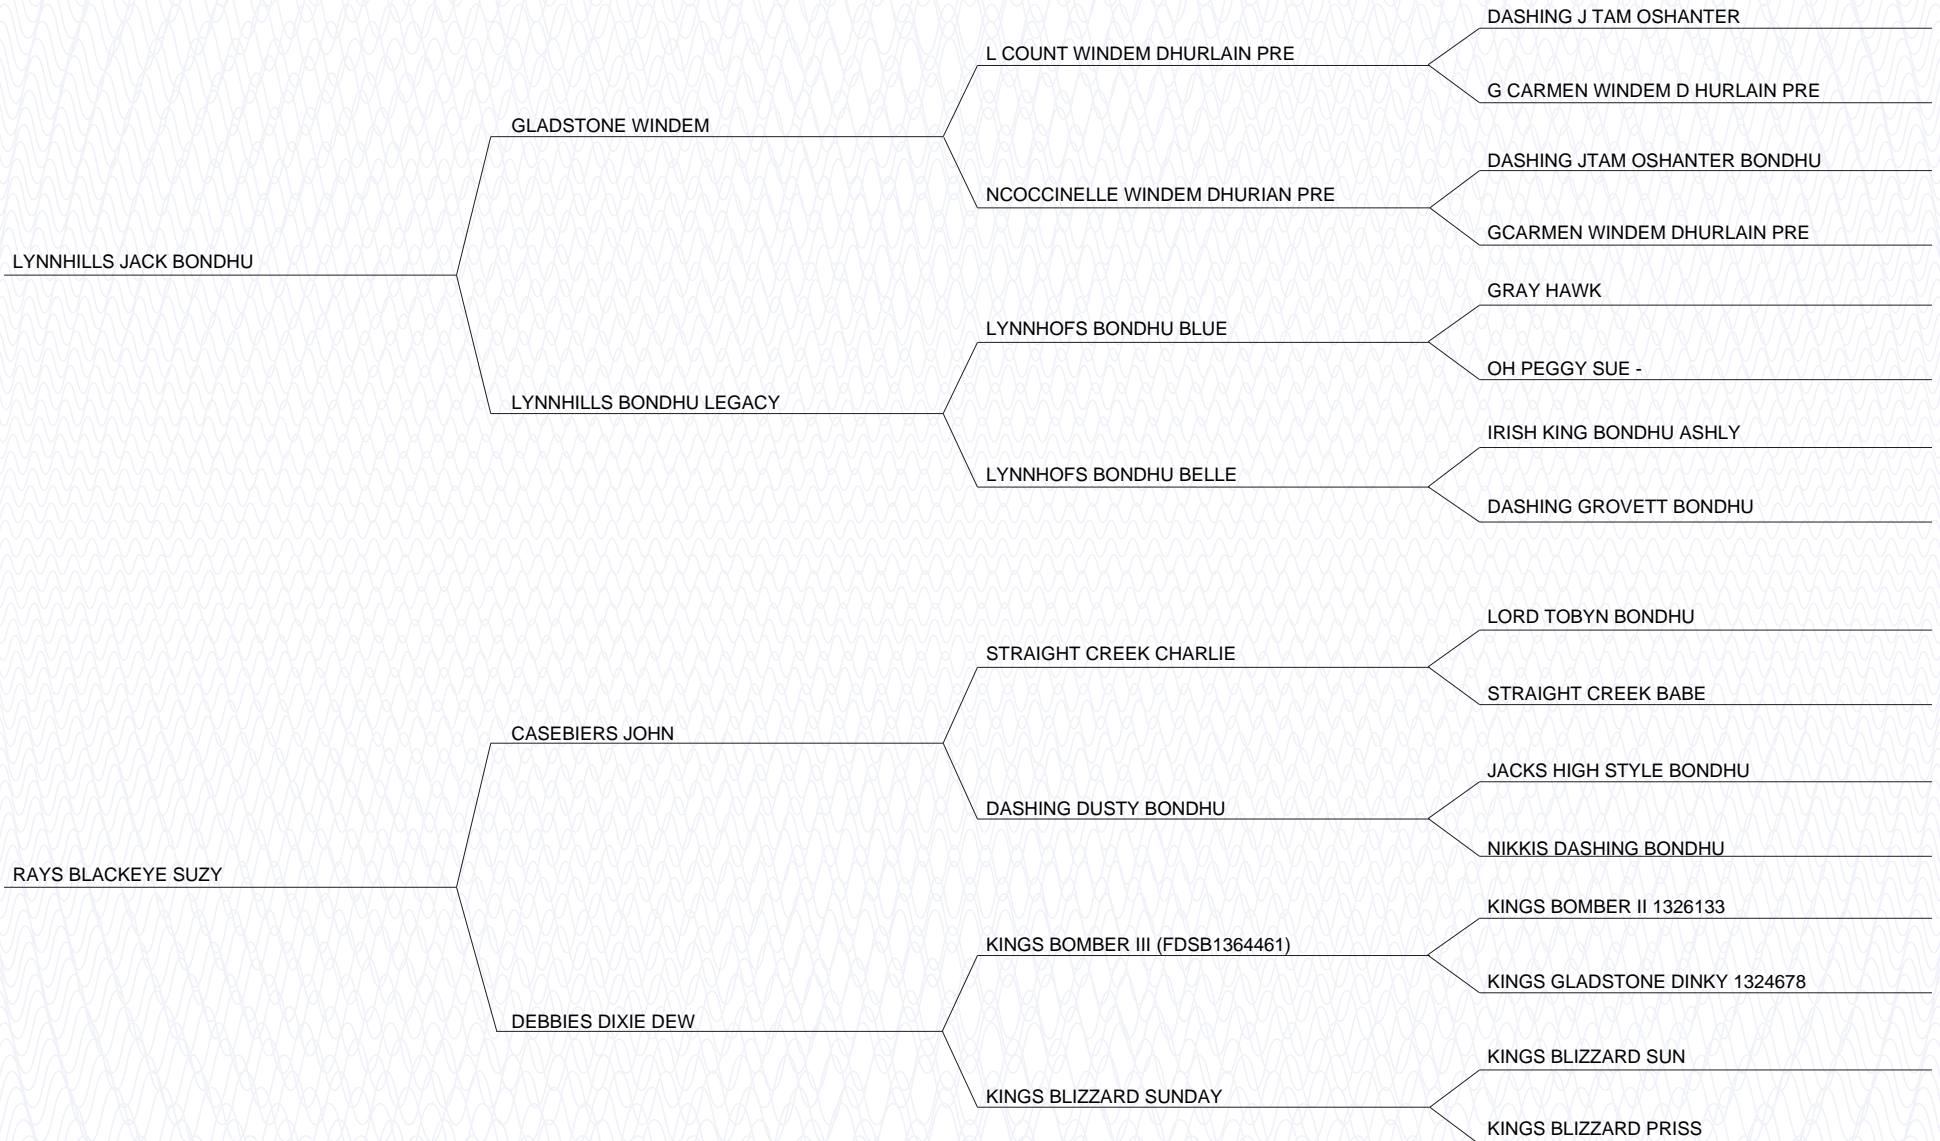 DASHING J TAM OSHANTER
L COUNT WINDEM DHURLAIN PRE
G CARMEN WINDEM D HURLAIN PRE
GLADSTONE WINDEM
DASHING JTAM OSHANTER BONDHU
NCOCCINELLE WINDEM DHURIAN PRE
GCARMEN WINDEM DHURLAIN PRE
LYNNHILLS JACK BONDHU
GRAY HAWK
LYNNHOFS BONDHU BLUE
OH PEGGY SUE -
LYNNHILLS BONDHU LEGACY
IRISH KING BONDHU ASHLY
LYNNHOFS BONDHU BELLE
DASHING GROVETT BONDHU
LORD TOBYN BONDHU
STRAIGHT CREEK CHARLIE
STRAIGHT CREEK BABE
CASEBIERS JOHN
JACKS HIGH STYLE BONDHU
DASHING DUSTY BONDHU
NIKKIS DASHING BONDHU
RAYS BLACKEYE SUZY
KINGS BOMBER II 1326133
KINGS BOMBER III (FDSB1364461)
KINGS GLADSTONE DINKY 1324678
DEBBIES DIXIE DEW
KINGS BLIZZARD SUN
KINGS BLIZZARD SUNDAY
KINGS BLIZZARD PRISS